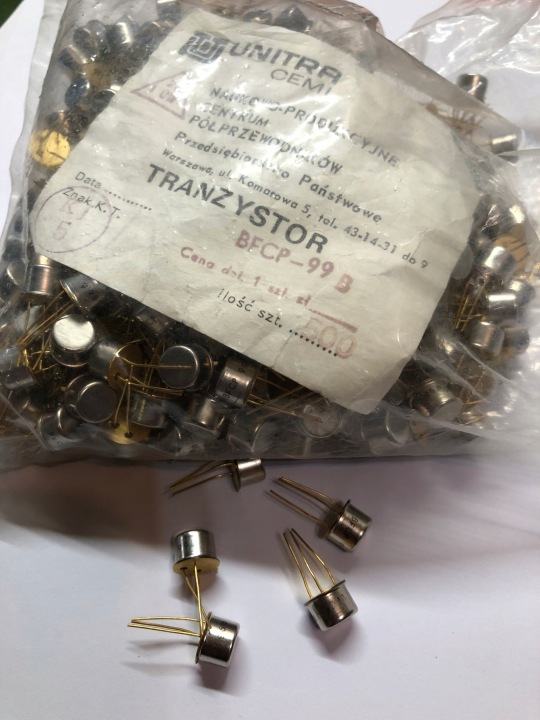 UNITRA
CEMI
NAUKOWO-PRODUKCYJNE
CENTRUM
PÓŁPRZEWODNIKÓW
Przedsiębiorstwo Państwowe
Warszawa, ul. Komarowa 5, tel. 43-14-31 do 9
TRANZYSTOR
Data ..........
Znak.K.T.
KJ
5
BFCP-99 B
Cena det. 1 szt. zł
ilość szt. ..........
500